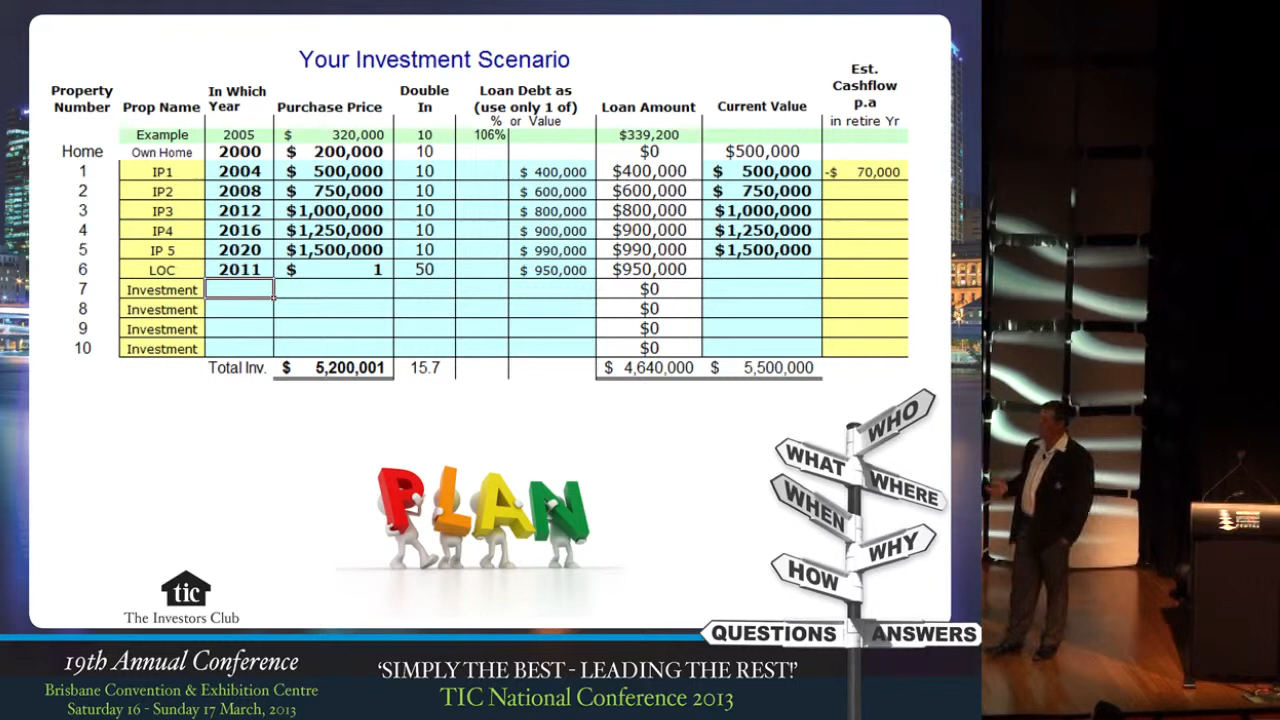 Your Investment Scenario
Property Number Prop Name In Which Year Purchase Price Double In Loan Debt as (use only 1 of) % or Value Loan Amount Current Value Est. Cashflow p.a in retire Yr
Example 2005 $ 320,000 10 106% $339,200
Home Own Home 2000 $ 200,000 10 $0 $500,000
1 IP1 2004 $ 500,000 10 $ 400,000 $400,000 $ 500,000 -$ 70,000
2 IP2 2008 $ 750,000 10 $ 600,000 $600,000 $ 750,000
3 IP3 2012 $1,000,000 10 $ 800,000 $800,000 $1,000,000
4 IP4 2016 $1,250,000 10 $ 900,000 $900,000 $1,250,000
5 IP 5 2020 $1,500,000 10 $ 990,000 $990,000 $1,500,000
6 LOC 2011 $ 1 50 $ 950,000 $950,000
7 Investment $0
8 Investment $0
9 Investment $0
10 Investment $0
Total Inv. $ 5,200,001 15.7 $ 4,640,000 $ 5,500,000
PLAN
WHO
WHAT
WHERE
WHEN
WHY
HOW
QUESTIONS ANSWERS
tic
The Investors Club
19th Annual Conference
Brisbane Convention & Exhibition Centre
Saturday 16 - Sunday 17 March, 2013
'SIMPLY THE BEST - LEADING THE REST!'
TIC National Conference 2013